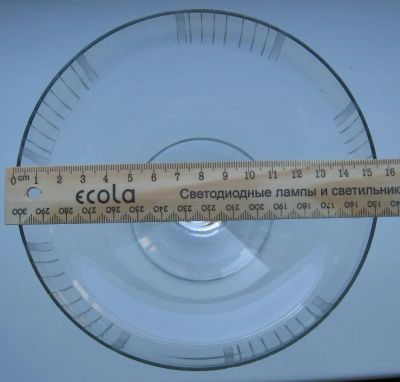 0 cm 1 2 3 4 5 6 7 8 9 10 11 12 13 14 15 16
ecola Светодиодные лампы и светильник
300 290 280 270 260 250 240 230 220 210 200 190 180 170 160 150